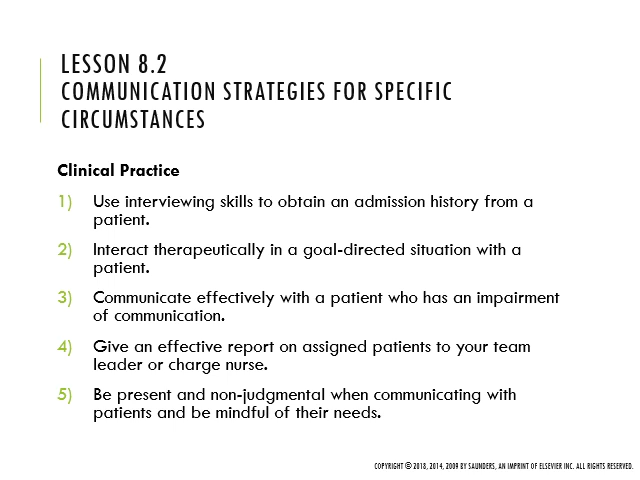 LESSON 8.2
COMMUNICATION STRATEGIES FOR SPECIFIC
CIRCUMSTANCES
Clinical Practice
1) Use interviewing skills to obtain an admission history from a
patient.
2) Interact therapeutically in a goal-directed situation with a
patient.
3) Communicate effectively with a patient who has an impairment
of communication.
4) Give an effective report on assigned patients to your team
leader or charge nurse.
5) Be present and non-judgmental when communicating with
patients and be mindful of their needs.
COPYRIGHT © 2018, 2014, 2009 BY SAUNDERS, AN IMPRINT OF ELSEVIER INC. ALL RIGHTS RESERVED.